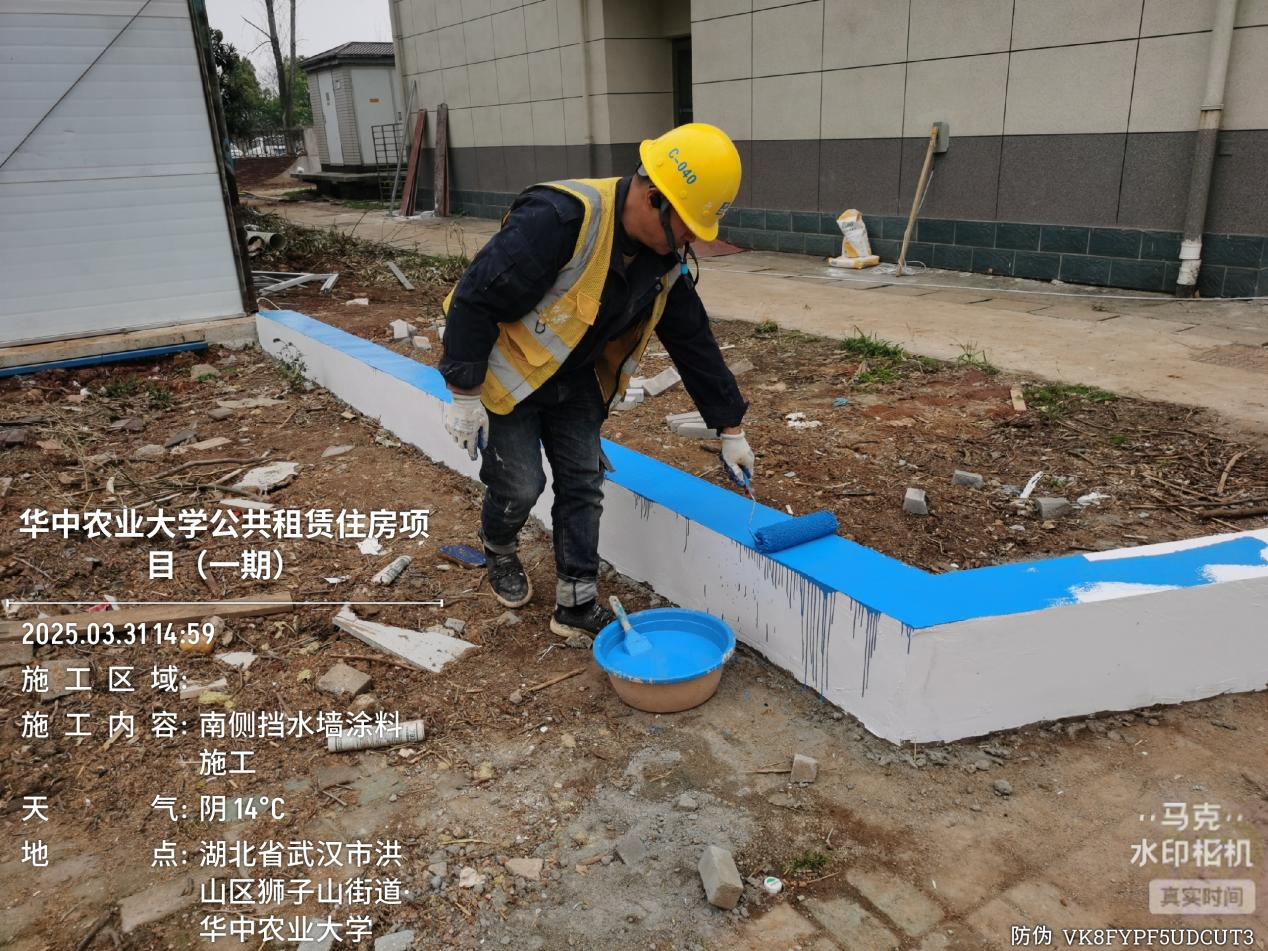 C-040
华中农业大学公共租赁住房项
目（一期）
2025.03.31 14:59
施工区域:
施工内容: 南侧挡水墙涂料
施工
天气: 阴 14°C
地点: 湖北省武汉市洪
山区狮子山街道·
华中农业大学
马克
水印相机
真实时间
防伪 VK8FYPF5UDCUT3